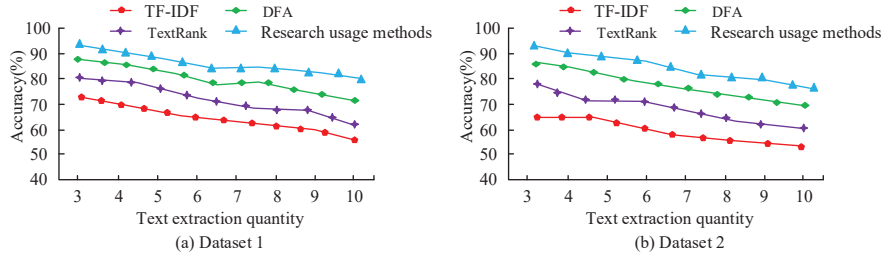 TF-IDF DFA
TextRank Research usage methods
Accuracy(%)
100
90
80
70
60
50
40
3 4 5 6 7 8 9 10
Text extraction quantity
(a) Dataset 1
TF-IDF DFA
TextRank Research usage methods
Accuracy(%)
100
90
80
70
60
50
40
3 4 5 6 7 8 9 10
Text extraction quantity
(b) Dataset 2